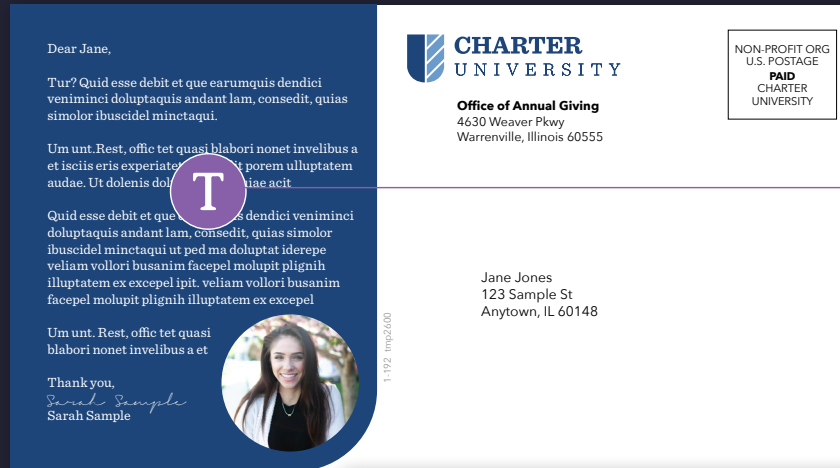 Dear Jane,
Tur? Quid esse debit et que earumquis dendici
veniminci doluptaquis andant lam, consedit, quias
simolor ibuscidel minctaqui.
Um unt.Rest, offic tet quasi blabori nonet invelibus a
et isciis eris experiatet it porem ulluptatem
audae. Ut dolenis dol uiae acit
T
Quid esse debit et que s dendici veniminci
doluptaquis andant lam, consedit, quias simolor
ibuscidel minctaqui ut ped ma doluptat iderepe
veliam vollori busanim facepel molupit plignih
illuptatem ex excepel ipit. veliam vollori busanim
facepel molupit plignih illuptatem ex excepel
Um unt. Rest, offic tet quasi
blabori nonet invelibus a et
Thank you,
Sarah Sample
Sarah Sample
CHARTER
UNIVERSITY
Office of Annual Giving
4630 Weaver Pkwy
Warrenville, Illinois 60555
NON-PROFIT ORG
U.S. POSTAGE
PAID
CHARTER
UNIVERSITY
Jane Jones
123 Sample St
Anytown, IL 60148
1-192 tmp2600